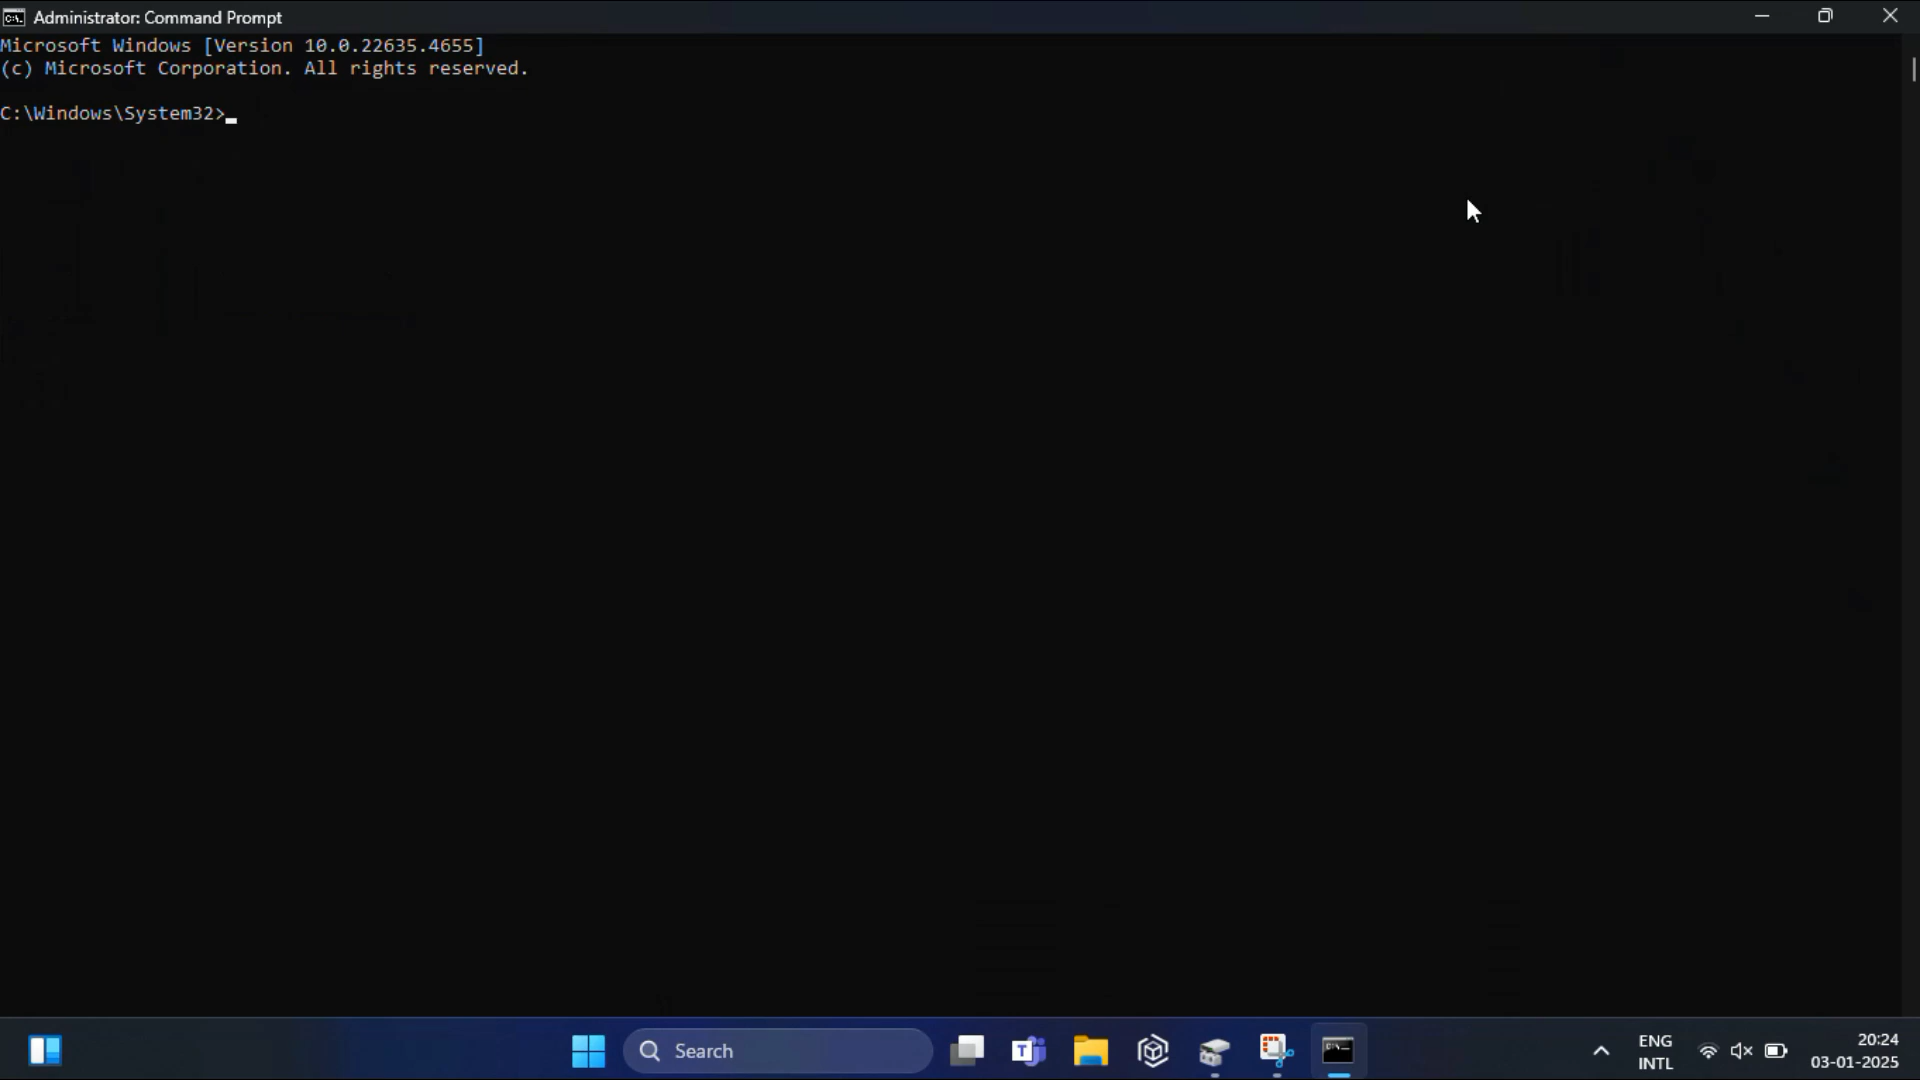 Administrator: Command Prompt
Microsoft Windows [Version 10.0.22635.4655]
(c) Microsoft Corporation. All rights reserved.
C:\Windows\System32>
Search
ENG
INTL
20:24
03-01-2025